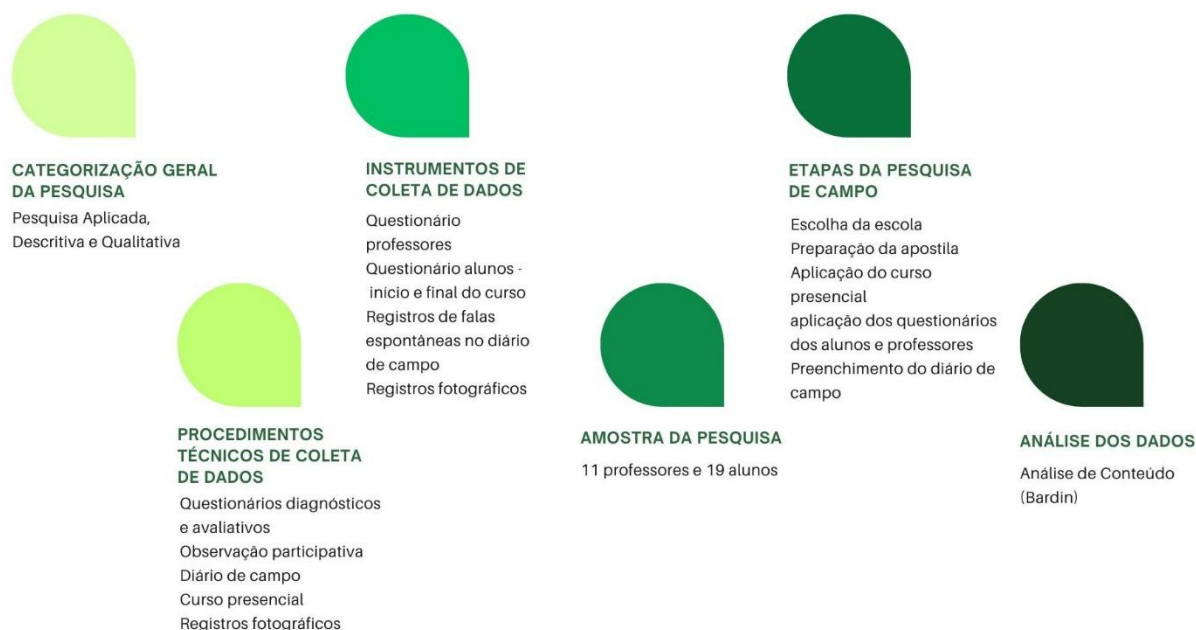 CATEGORIZAÇÃO GERAL
DA PESQUISA
Pesquisa Aplicada,
Descritiva e Qualitativa
PROCEDIMENTOS
TÉCNICOS DE COLETA
DE DADOS
Questionários diagnósticos
e avaliativos
Observação participativa
Diário de campo
Curso presencial
Registros fotográficos
INSTRUMENTOS DE
COLETA DE DADOS
Questionário
professores
Questionário alunos -
início e final do curso
Registros de falas
espontâneas no diário
de campo
Registros fotográficos
AMOSTRA DA PESQUISA
11 professores e 19 alunos
ETAPAS DA PESQUISA
DE CAMPO
Escolha da escola
Preparação da apostila
Aplicação do curso
presencial
aplicação dos questionários
dos alunos e professores
Preenchimento do diário de
campo
ANÁLISE DOS DADOS
Análise de Conteúdo
(Bardin)